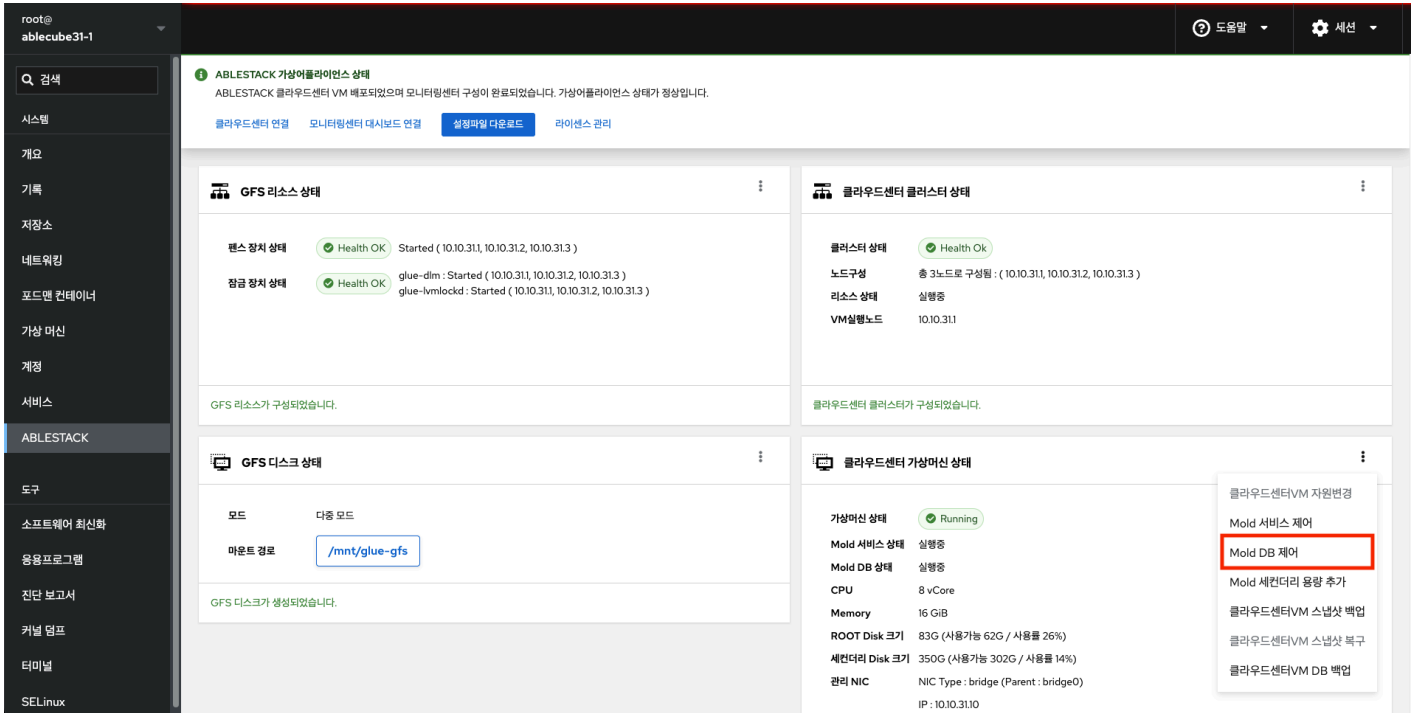 root@
ablecube31-1
도움말
세션
검색
시스템
개요
기록
저장소
네트워킹
포드맨 컨테이너
가상 머신
계정
서비스
ABLESTACK
도구
소프트웨어 최신화
응용프로그램
진단 보고서
커널 덤프
터미널
SELinux
ABLESTACK 가상어플라이언스 상태
ABLESTACK 클라우드센터 VM 배포되었으며 모니터링센터 구성이 완료되었습니다. 가상어플라이언스 상태가 정상입니다.
클라우드센터 연결 모니터링센터 대시보드 연결 설정파일 다운로드 라이센스 관리
GFS 리소스 상태
펜스 장치 상태 Health OK Started ( 10.10.31.1, 10.10.31.2, 10.10.31.3 )
잠금 장치 상태 Health OK glue-dlm : Started ( 10.10.31.1, 10.10.31.2, 10.10.31.3 )
glue-lvmlockd : Started ( 10.10.31.1, 10.10.31.2, 10.10.31.3 )
GFS 리소스가 구성되었습니다.
클라우드센터 클러스터 상태
클러스터 상태 Health Ok
노드구성 총 3노드로 구성됨 : ( 10.10.31.1, 10.10.31.2, 10.10.31.3 )
리소스 상태 실행중
VM실행노드 10.10.31.1
클라우드센터 클러스터가 구성되었습니다.
GFS 디스크 상태
모드 다중 모드
마운트 경로 /mnt/glue-gfs
GFS 디스크가 생성되었습니다.
클라우드센터 가상머신 상태
가상머신 상태 Running
Mold 서비스 상태 실행중
Mold DB 상태 실행중
CPU 8 vCore
Memory 16 GiB
ROOT Disk 크기 83G (사용가능 62G / 사용률 26%)
세컨더리 Disk 크기 350G (사용가능 302G / 사용률 14%)
관리 NIC NIC Type : bridge (Parent : bridge0)
IP : 10.10.31.10
클라우드센터VM 자원변경
Mold 서비스 제어
Mold DB 제어
Mold 세컨더리 용량 추가
클라우드센터VM 스냅샷 백업
클라우드센터VM 스냅샷 복구
클라우드센터VM DB 백업